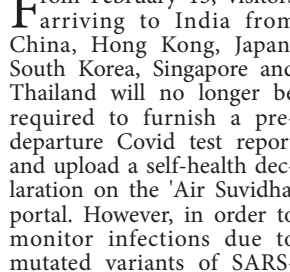 From February 13, visitors
arriving to India from
China, Hong Kong, Japan,
South Korea, Singapore and
Thailand will no longer be
required to furnish a pre-
departure Covid test report
and upload a self-health dec-
laration on the 'Air Suvidha'
portal. However, in order to
monitor infections due to
mutated variants of SARS-